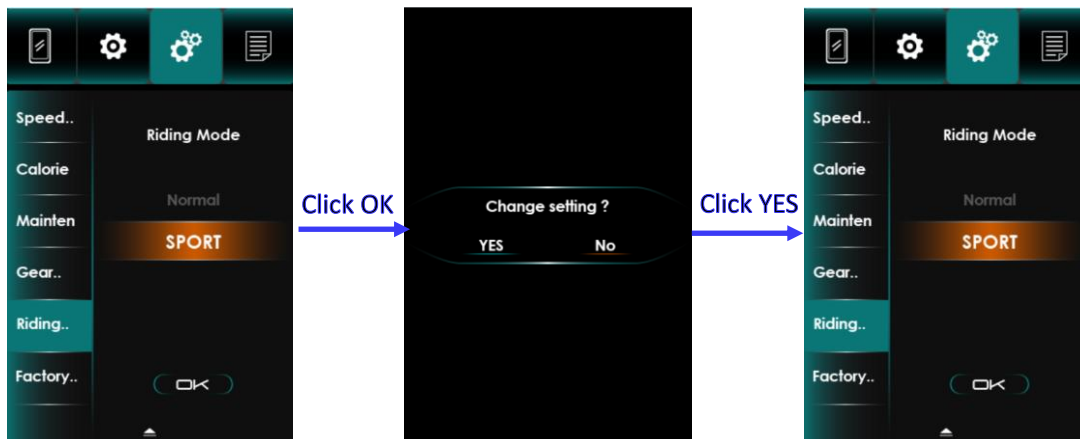 Speed..
Calorie
Mainten
Gear..
Riding..
Factory..
Riding Mode
Normal
SPORT
OK
Click OK
Change setting ?
YES No
Click YES
Speed..
Calorie
Mainten
Gear..
Riding..
Factory..
Riding Mode
Normal
SPORT
OK